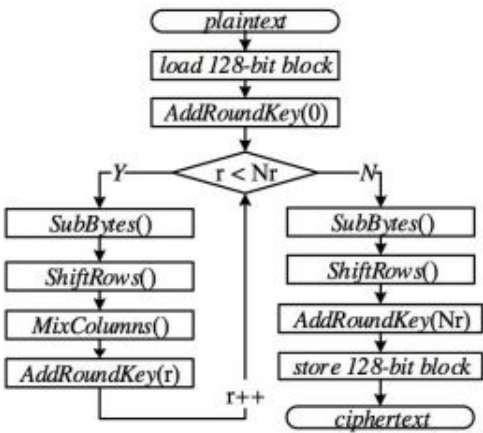 plaintext
load 128-bit block
AddRoundKey(0)
r < Nr
Y
N
SubBytes()
ShiftRows()
MixColumns()
AddRoundKey(r)
r++
SubBytes()
ShiftRows()
AddRoundKey(Nr)
store 128-bit block
ciphertext